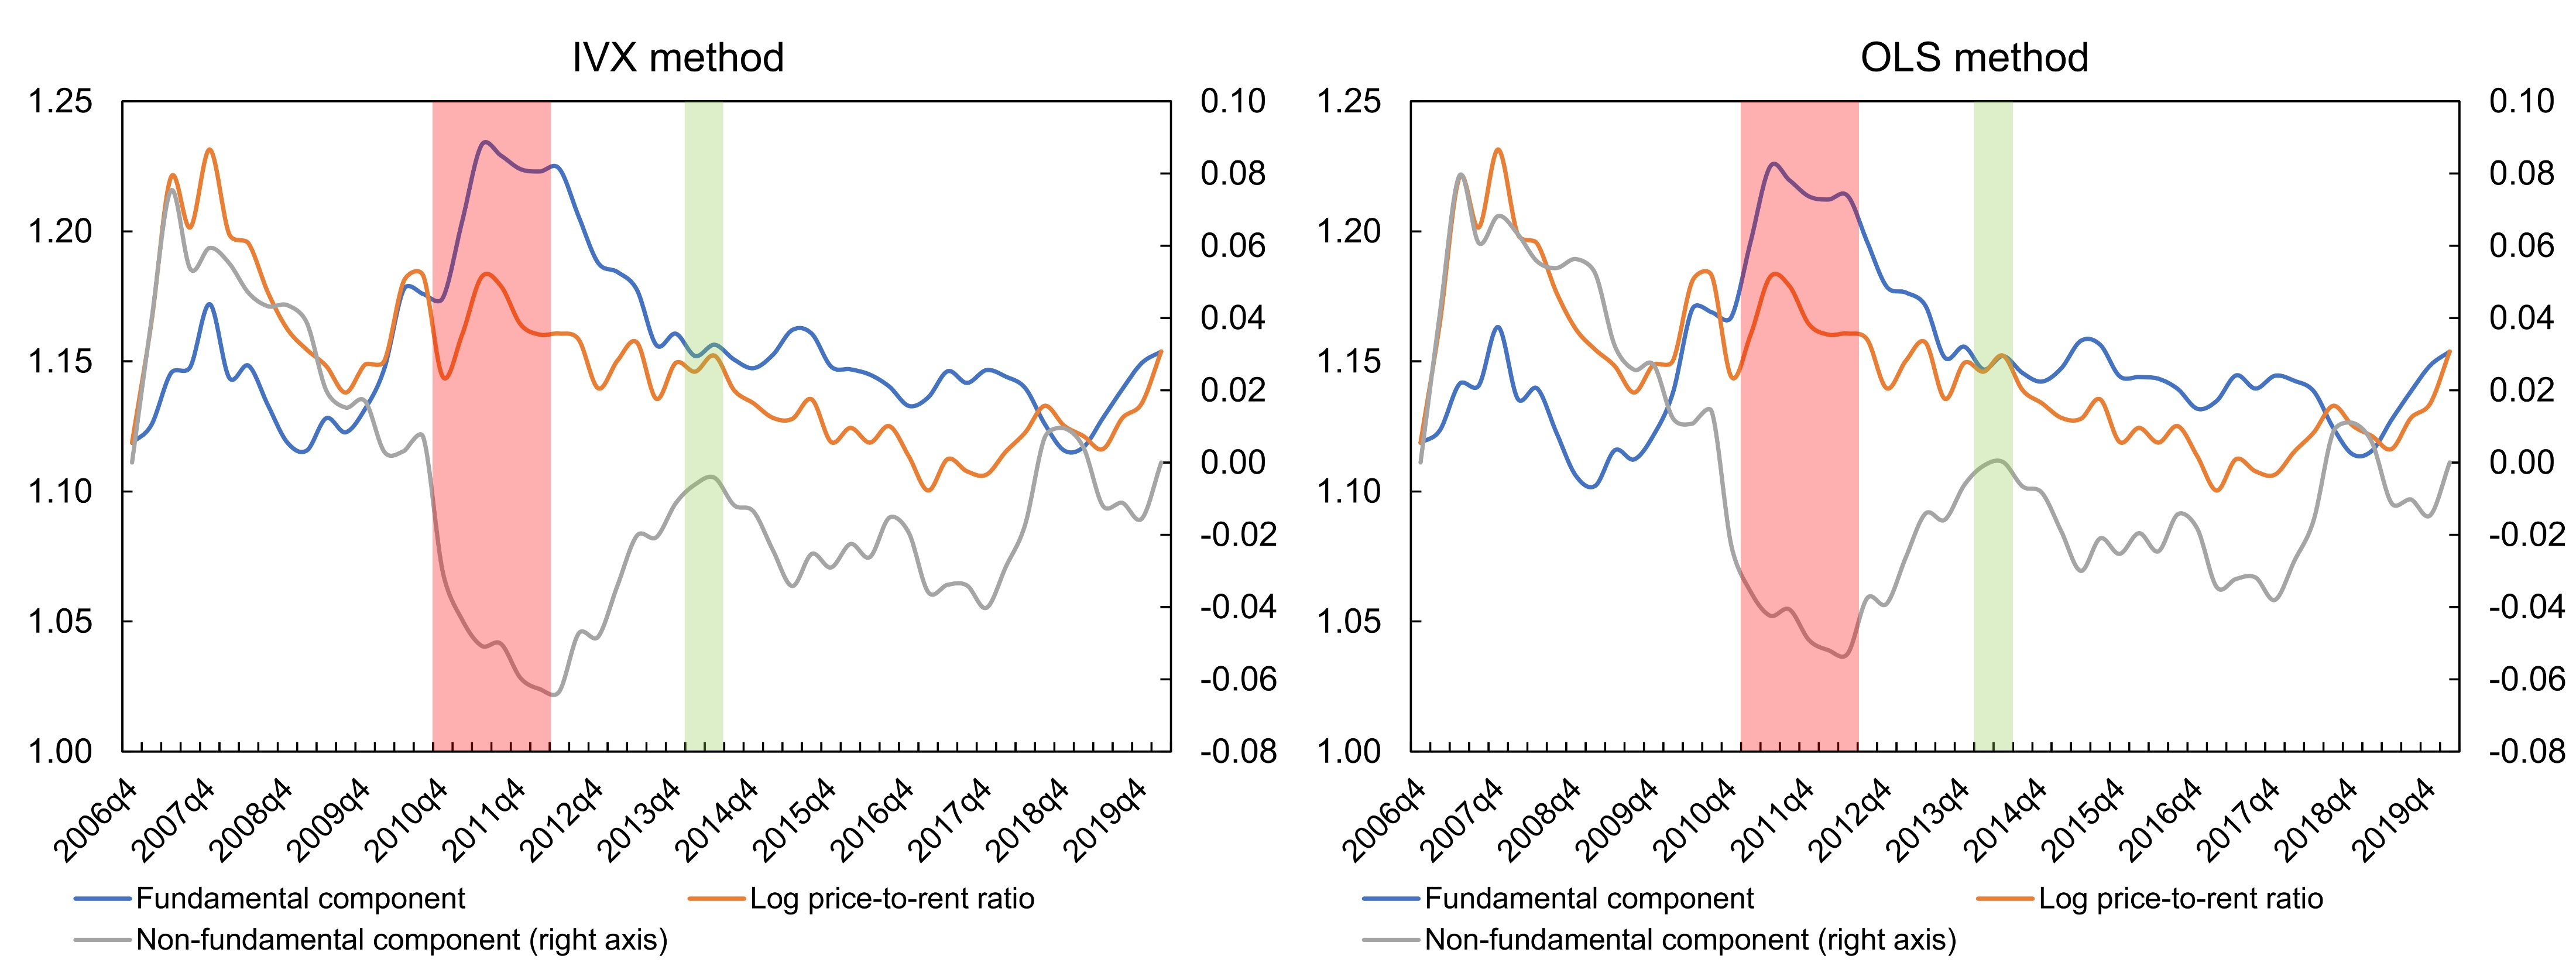 IVX method
1.25
1.20
1.15
1.10
1.05
1.00
0.10
0.08
0.06
0.04
0.02
0.00
-0.02
-0.04
-0.06
-0.08
2006q4
2007q4
2008q4
2009q4
2010q4
2011q4
2012q4
2013q4
2014q4
2015q4
2016q4
2017q4
2018q4
2019q4
Fundamental component
Log price-to-rent ratio
Non-fundamental component (right axis)
OLS method
1.25
1.20
1.15
1.10
1.05
1.00
0.10
0.08
0.06
0.04
0.02
0.00
-0.02
-0.04
-0.06
-0.08
2006q4
2007q4
2008q4
2009q4
2010q4
2011q4
2012q4
2013q4
2014q4
2015q4
2016q4
2017q4
2018q4
2019q4
Fundamental component
Log price-to-rent ratio
Non-fundamental component (right axis)